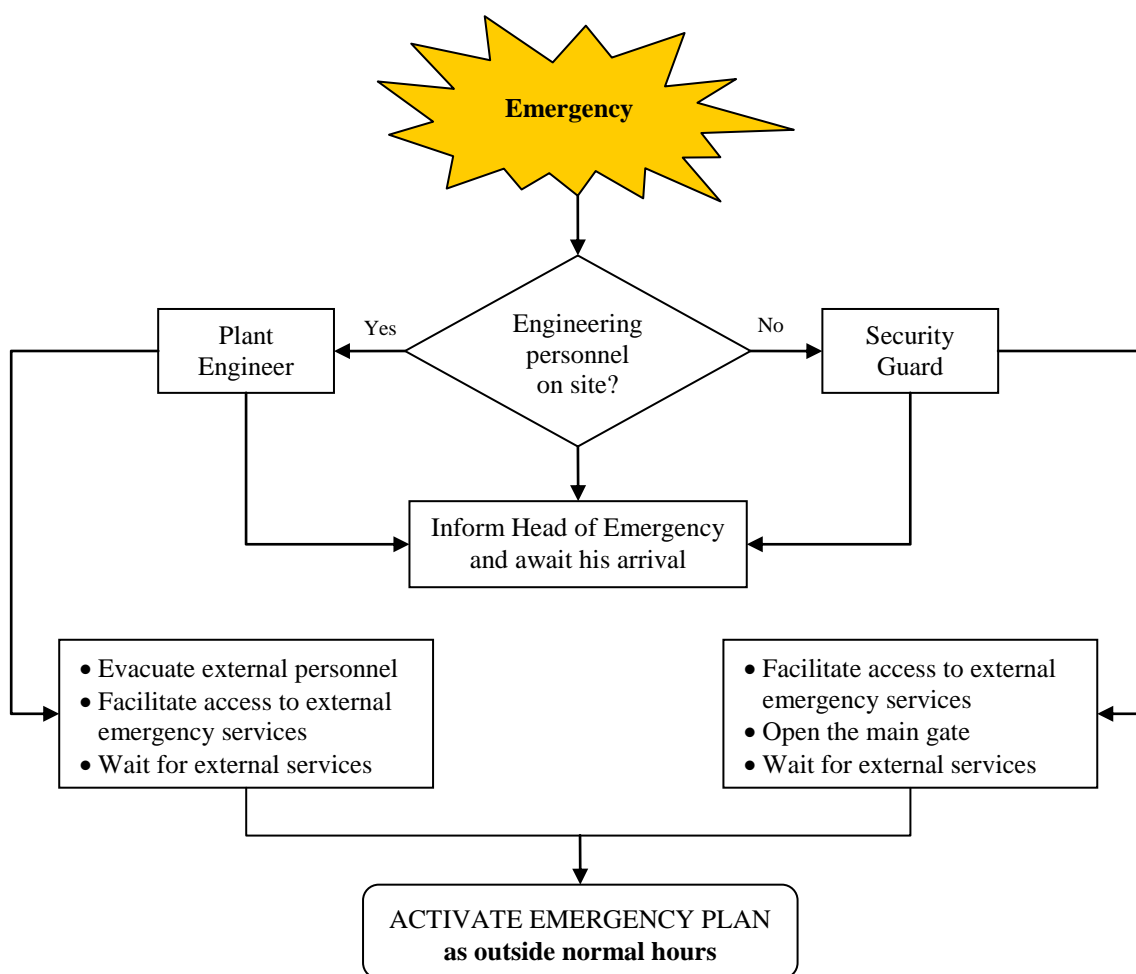 Emergency
Engineering
personnel
on site?
Yes
No
Plant
Engineer
Security
Guard
Inform Head of Emergency
and await his arrival
• Evacuate external personnel
• Facilitate access to external
emergency services
• Wait for external services
• Facilitate access to external
emergency services
• Open the main gate
• Wait for external services
ACTIVATE EMERGENCY PLAN
as outside normal hours